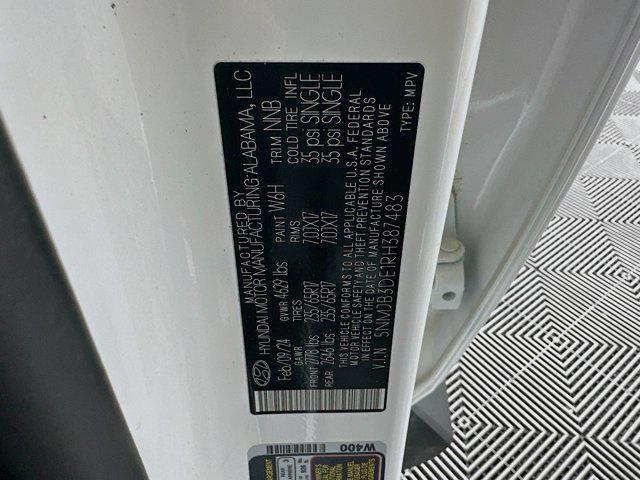 MANUFACTURED BY
HYUNDAI MOTOR MANUFACTURING ALABAMA, LLC
Feb/09/24 GVWR 4629 lbs PAINT W6H TRIM NNB
GAWR TIRES RIMS COLD TIRE INFL
FRONT 2778 lbs 235/65R17 7.0JX17 35 psi SINGLE
REAR 2646 lbs 235/65R17 7.0JX17 35 psi SINGLE
THIS VEHICLE CONFORMS TO ALL APPLICABLE U.S.A. FEDERAL
MOTOR VEHICLE SAFETY AND THEFT PREVENTION STANDARDS
IN EFFECT ON THE DATE OF MANUFACTURE SHOWN ABOVE
V.I.N 5NMJB3DE1RH387483 TYPE: MPV
W400
REAR